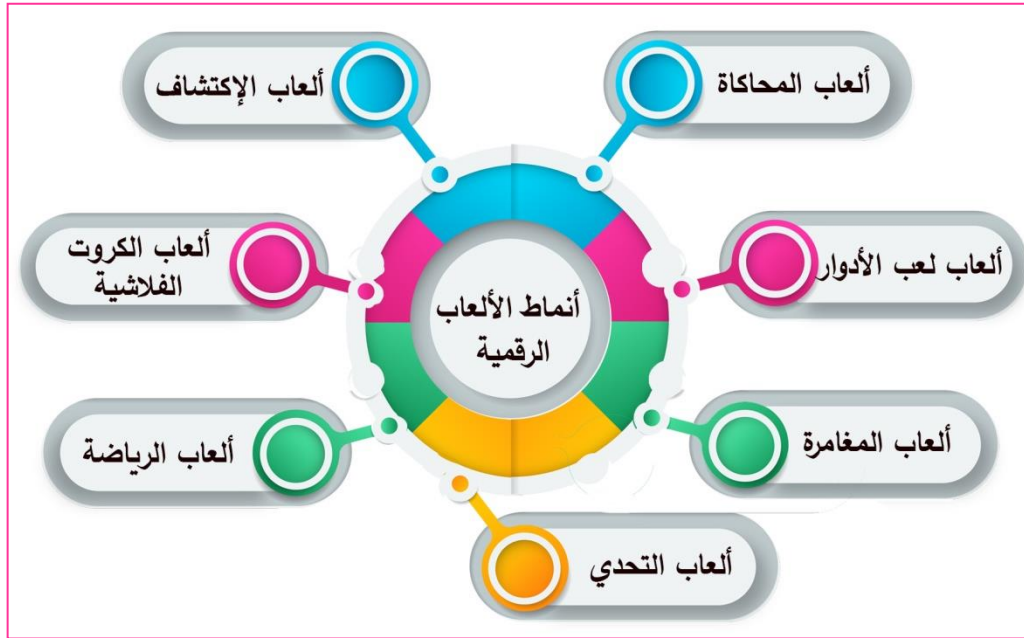 ألعاب المحاكاة
ألعاب الإكتشاف
ألعاب لعب الأدوار
ألعاب الكروت
الفلاشية
أنماط الألعاب
الرقمية
ألعاب المغامرة
ألعاب الرياضة
ألعاب التحدي